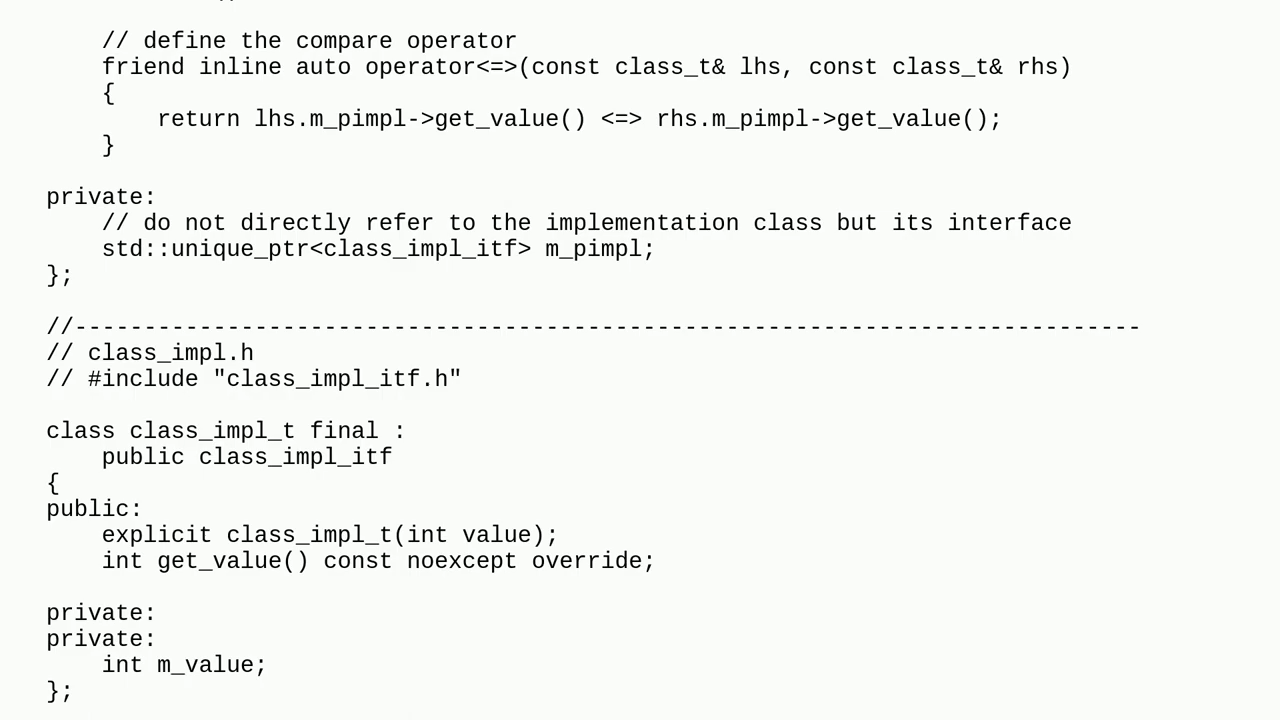 // define the compare operator
friend inline auto operator<=>(const class_t& lhs, const class_t& rhs)
{
return lhs.m_pimpl->get_value() <=> rhs.m_pimpl->get_value();
}
private:
// do not directly refer to the implementation class but its interface
std::unique_ptr<class_impl_itf> m_pimpl;
};
//-----------------------------------------------------------------------------
// class_impl.h
// #include "class_impl_itf.h"
class class_impl_t final :
public class_impl_itf
{
public:
explicit class_impl_t(int value);
int get_value() const noexcept override;
private:
private:
int m_value;
};